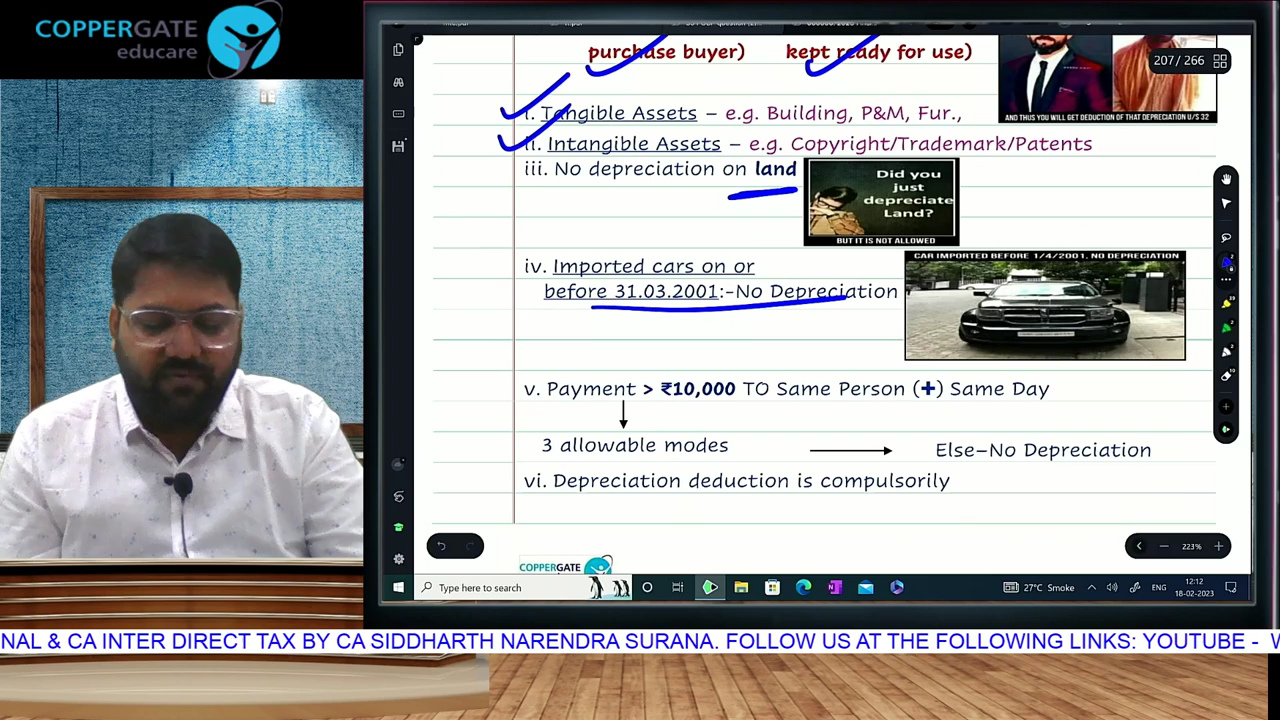 COPPERGATE
educare
purchase buyer) kept ready for use)
207 / 266
AND THUS YOU WILL GET DEDUCTION OF THAT DEPRECIATION U/S 32
i. Tangible Assets – e.g. Building, P&M, Fur.,
ii. Intangible Assets – e.g. Copyright/Trademark/Patents
iii. No depreciation on land
Did you
just
depreciate
Land?
BUT IT IS NOT ALLOWED
iv. Imported cars on or
before 31.03.2001:-No Depreciation
CAR IMPORTED BEFORE 1/4/2001, NO DEPRECIATION
v. Payment > ₹10,000 TO Same Person (+) Same Day
3 allowable modes
Else–No Depreciation
vi. Depreciation deduction is compulsorily
COPPERGATE
223%
Type here to search
27°C Smoke
ENG
12:12
18-02-2023
NAL & CA INTER DIRECT TAX BY CA SIDDHARTH NARENDRA SURANA. FOLLOW US AT THE FOLLOWING LINKS: YOUTUBE -